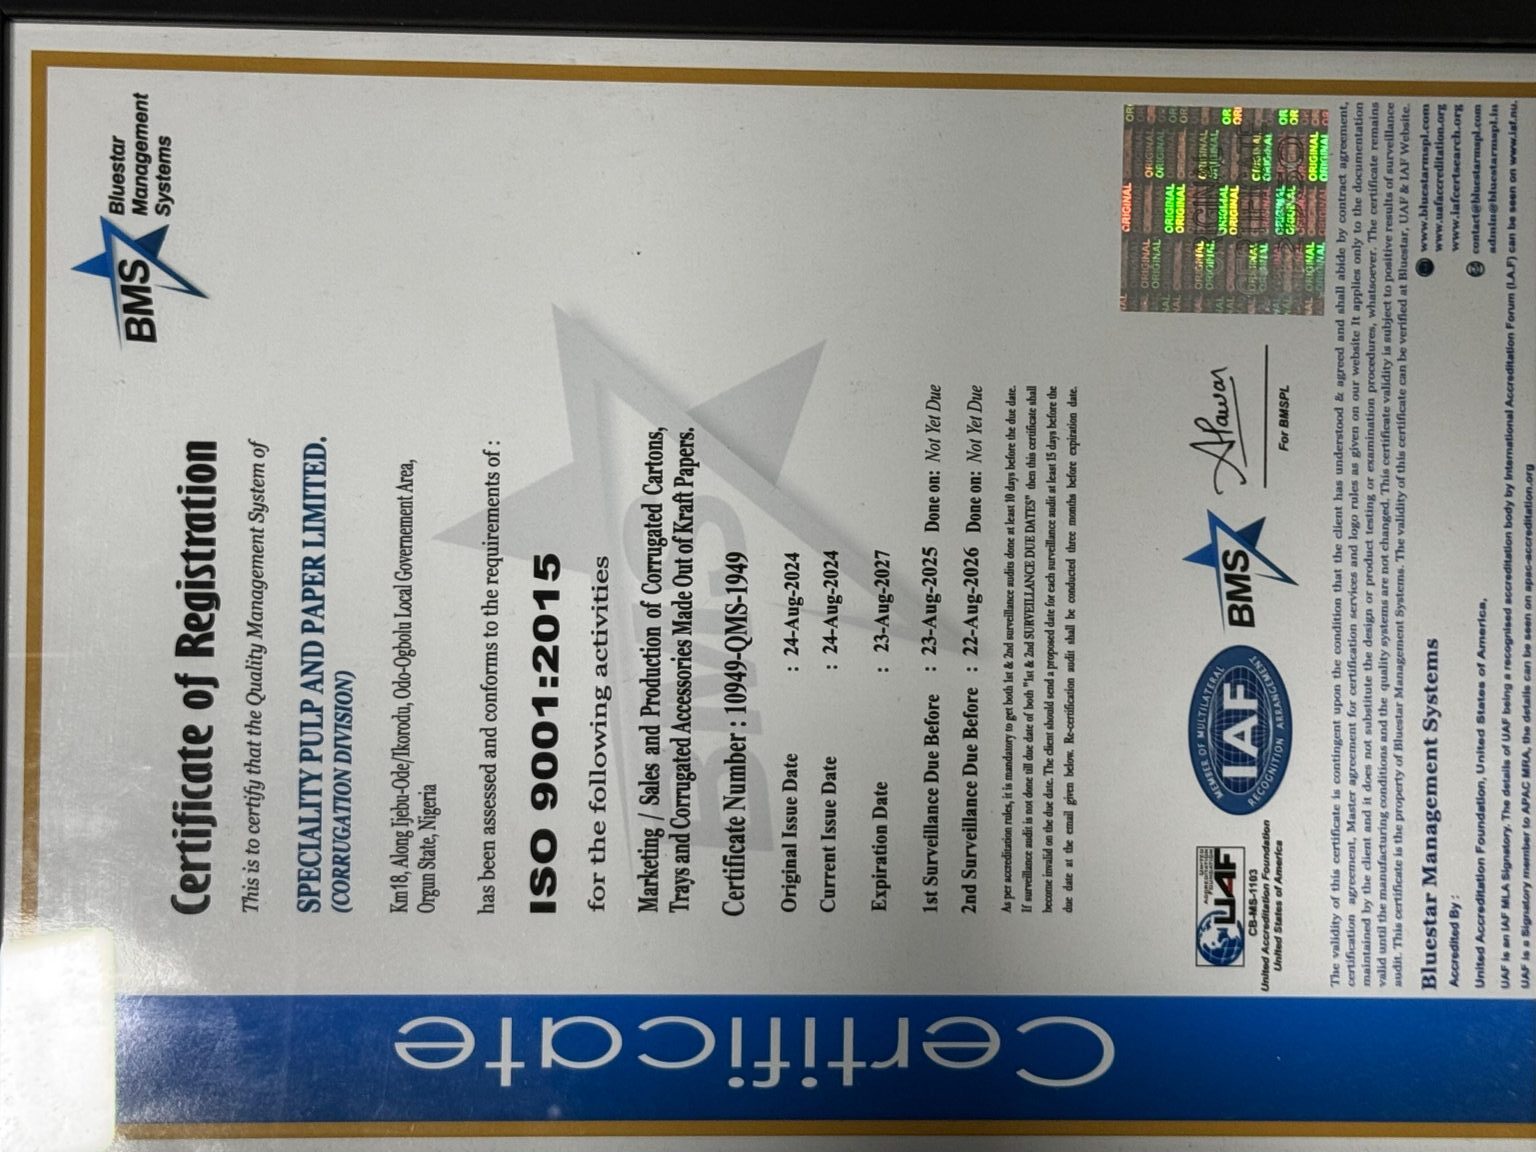 BMS
Bluestar
Management
Systems
Certificate
Certificate of Registration
This is to certify that the Quality Management System of
SPECIALITY PULP AND PAPER LIMITED.
(CORRUGATION DIVISION)
Km18, Along Ijebu-Ode/Ikorodu, Odo-Ogbolu Local Governement Area,
Orgun State, Nigeria
has been assessed and conforms to the requirements of :
ISO 9001:2015
for the following activities
Marketing / Sales and Production of Corrugated Cartons,
Trays and Corrugated Accessories Made Out of Kraft Papers.
Certificate Number : 10949-QMS-1949
Original Issue Date : 24-Aug-2024
Current Issue Date : 24-Aug-2024
Expiration Date : 23-Aug-2027
1st Surveillance Due Before : 23-Aug-2025 Done on: Not Yet Due
2nd Surveillance Due Before : 22-Aug-2026 Done on: Not Yet Due
As per accreditation rules, it is mandatory to get both 1st & 2nd surveillance audits done at least 10 days before the due date.
If surveillance audit is not done till due date of both "1st & 2nd SURVEILLANCE DUE DATES" then this certificate shall
become invalid on the due date. The client should send a proposed date for each surveillance audit at least 15 days before the
due date at the email given below. Re-certification audit shall be conducted three months before expiration date.
UNITED ACCREDITATION FOUNDATION
UAF
CB-MS-1103
United Accreditation Foundation
United States of America
MEMBER OF MULTILATERAL
IAF
RECOGNITION ARRANGEMENT
BMS
APawar
For BMSPL
ORIGINAL
The validity of this certificate is contingent upon the condition that the client has understood & agreed and shall abide by contract agreement,
certification agreement, Master agreement for certification services and logo rules as given on our website It applies only to the documentation
maintained by the client and it does not substitute the design or product testing or examination procedures, whatsoever. The certificate remains
valid until the manufacturing conditions and the quality systems are not changed. This certificate validity is subject to positive results of surveillance
audit. This certificate is the property of Bluestar Management Systems. The validity of this certificate can be verified at Bluestar, UAF & IAF Website.
Bluestar Management Systems
Accredited By :
United Accreditation Foundation, United States of America,
www.bluestarmspl.com
www.uafaccreditation.org
www.iafcertsearch.org
contact@bluestarmspl.com
admin@bluestarmspl.in
UAF is an IAF MLA Signatory. The details of UAF being a recognised accreditation body by International Accreditation Forum (I.A.F) can be seen on www.iaf.nu.
UAF is a Signatory member to APAC MRA, the details can be seen on apac-accreditation.org